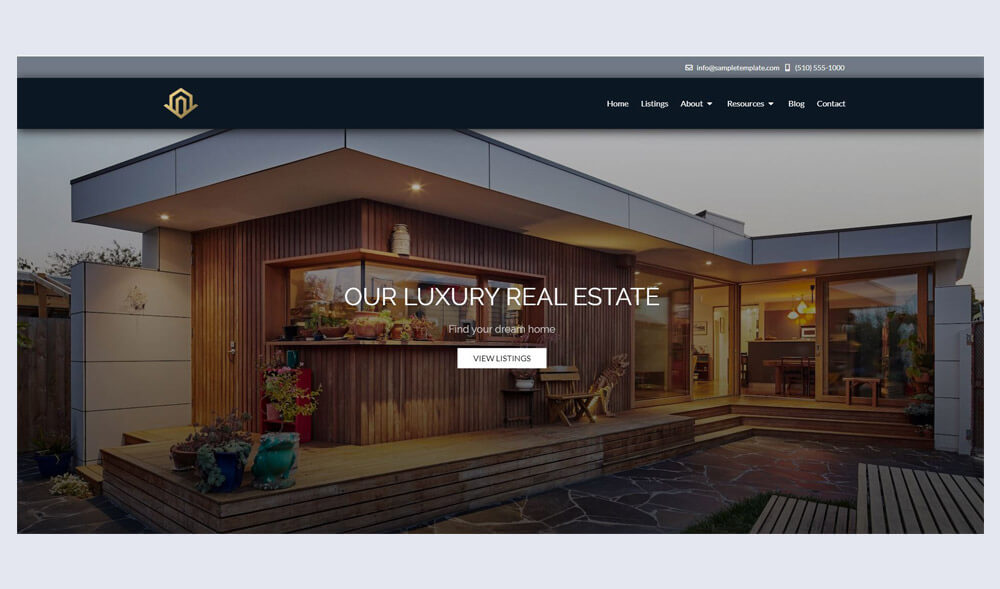 info@sampletemplate.com (510) 555-1000
Home Listings About Resources Blog Contact
OUR LUXURY REAL ESTATE
Find your dream home
VIEW LISTINGS